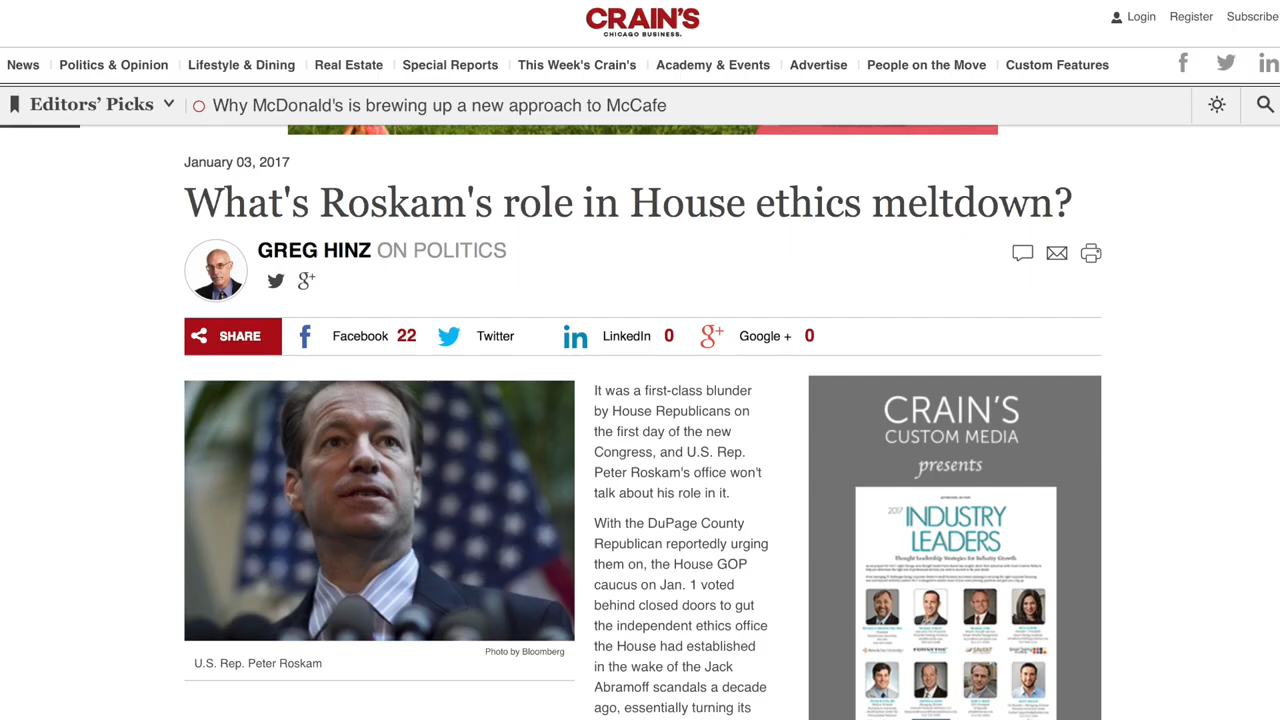 CRAIN'S
CHICAGO BUSINESS.
Login Register Subscribe
News Politics & Opinion Lifestyle & Dining Real Estate Special Reports This Week's Crain's Academy & Events Advertise People on the Move Custom Features
Editors' Picks Why McDonald's is brewing up a new approach to McCafe
January 03, 2017
What's Roskam's role in House ethics meltdown?
GREG HINZ ON POLITICS
SHARE Facebook 22 Twitter LinkedIn 0 Google + 0
It was a first-class blunder
by House Republicans on
the first day of the new
Congress, and U.S. Rep.
Peter Roskam's office won't
talk about his role in it.
With the DuPage County
Republican reportedly urging
them on, the House GOP
caucus on Jan. 1 voted
behind closed doors to gut
the independent ethics office
the House had established
in the wake of the Jack
Abramoff scandals a decade
ago, essentially turning its
Photo by Bloomberg
U.S. Rep. Peter Roskam
CRAIN'S
CUSTOM MEDIA
presents
2017 INDUSTRY
LEADERS
Thought Leadership Strategies for Industry Growth